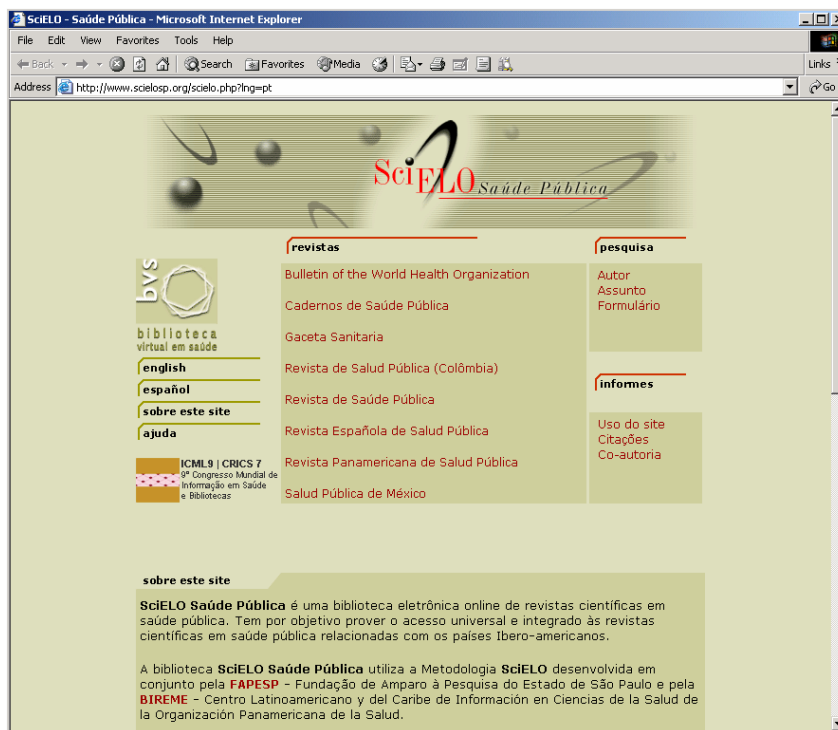 SciELO - Saúde Pública - Microsoft Internet Explorer
File Edit View Favorites Tools Help
Back Search Favorites Media Links
Address http://www.scielosp.org/scielo.php?lng=pt Go
SciELO Saúde Pública
bvs
biblioteca
virtual em saúde
english
español
sobre este site
ajuda
ICML9 | CRICS 7
9º Congresso Mundial de
Informação em Saúde
e Bibliotecas
revistas
Bulletin of the World Health Organization
Cadernos de Saúde Pública
Gaceta Sanitaria
Revista de Salud Pública (Colômbia)
Revista de Saúde Pública
Revista Española de Salud Pública
Revista Panamericana de Salud Pública
Salud Pública de México
pesquisa
Autor
Assunto
Formulário
informes
Uso do site
Citações
Co-autoria
sobre este site
SciELO Saúde Pública é uma biblioteca eletrônica online de revistas científicas em
saúde pública. Tem por objetivo prover o acesso universal e integrado às revistas
científicas em saúde pública relacionadas com os países Ibero-americanos.
A biblioteca SciELO Saúde Pública utiliza a Metodologia SciELO desenvolvida em
conjunto pela FAPESP - Fundação de Amparo à Pesquisa do Estado de São Paulo e pela
BIREME - Centro Latinoamericano y del Caribe de Información en Ciencias de la Salud de
la Organización Panamericana de la Salud.